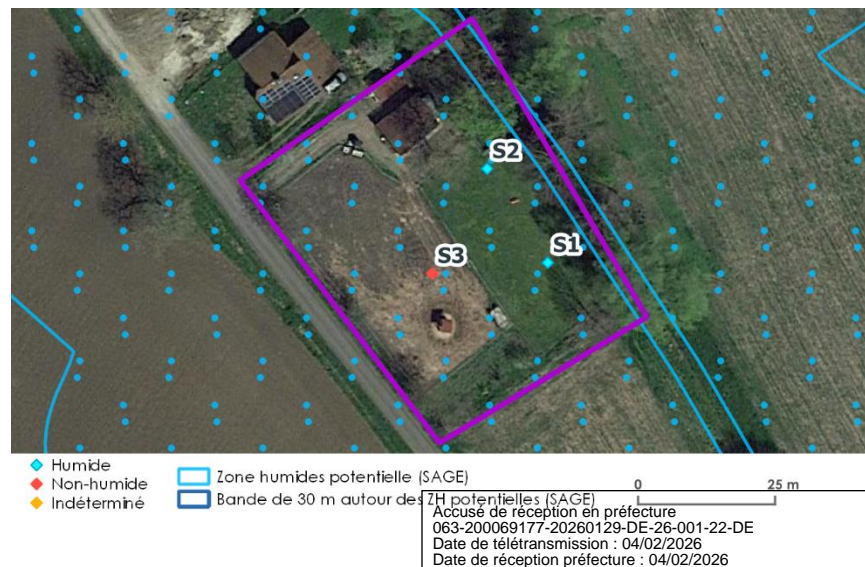 S2
S1
S3
Humide
Non-humide
Indéterminé
Zone humides potentielle (SAGE)
Bande de 30 m autour des ZH potentielles (SAGE)
0 25 m
Accusé de réception en préfecture
063-200069177-20260129-DE-26-001-22-DE
Date de télétransmission : 04/02/2026
Date de réception préfecture : 04/02/2026